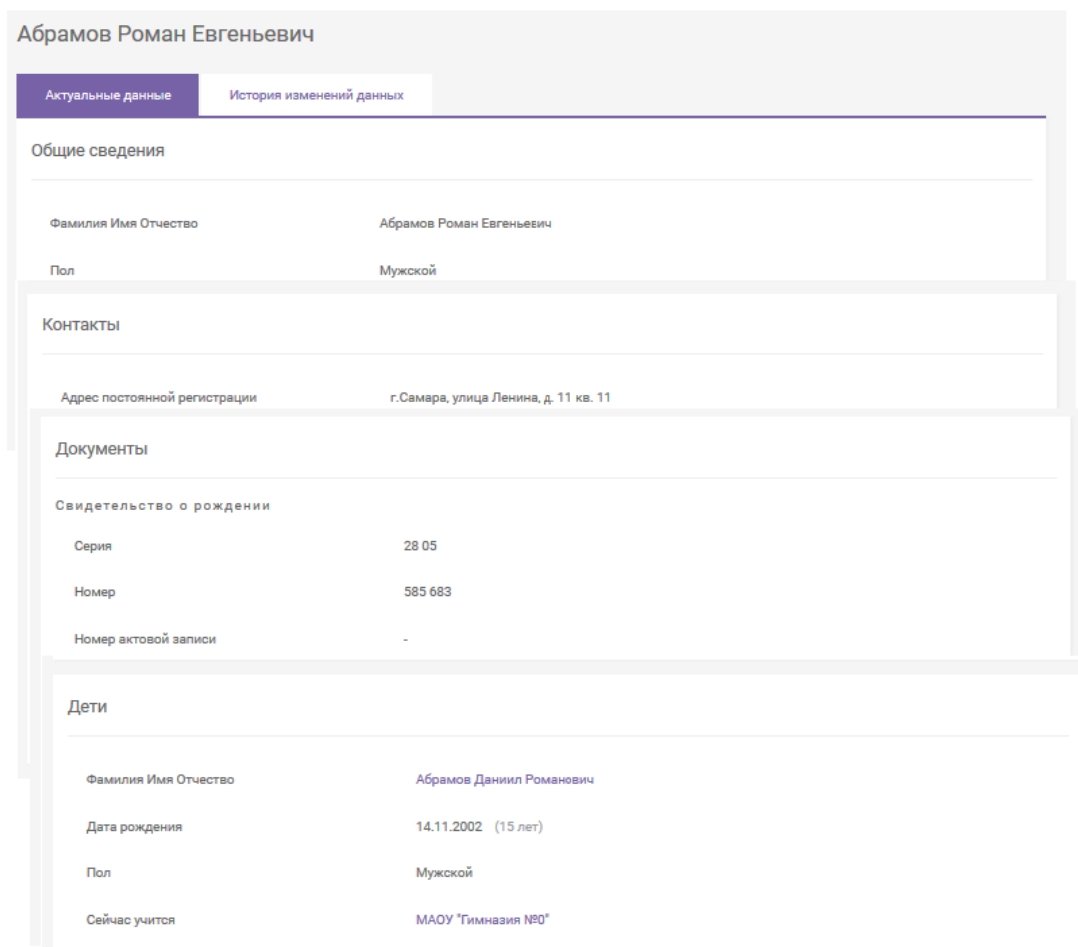 Абрамов Роман Евгеньевич
Актуальные данные История изменений данных
Общие сведения
Фамилия Имя Отчество Абрамов Роман Евгеньевич
Пол Мужской
Контакты
Адрес постоянной регистрации г.Самара, улица Ленина, д. 11 кв. 11
Документы
Свидетельство о рождении
Серия 28 05
Номер 585 683
Номер актовой записи -
Дети
Фамилия Имя Отчество Абрамов Даниил Романович
Дата рождения 14.11.2002 (15 лет)
Пол Мужской
Сейчас учится МАОУ "Гимназия №0"